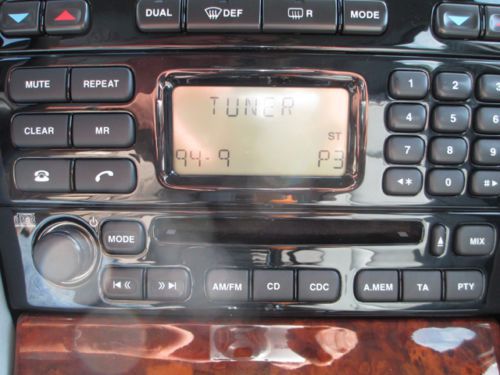 DUAL DEF R MODE
MUTE REPEAT
TUNER
1 2 3
CLEAR MR
ST
4 5 6
94-9 P3
7 8 9
* 0 #
MODE MIX
AM/FM CD CDC A.MEM TA PTY